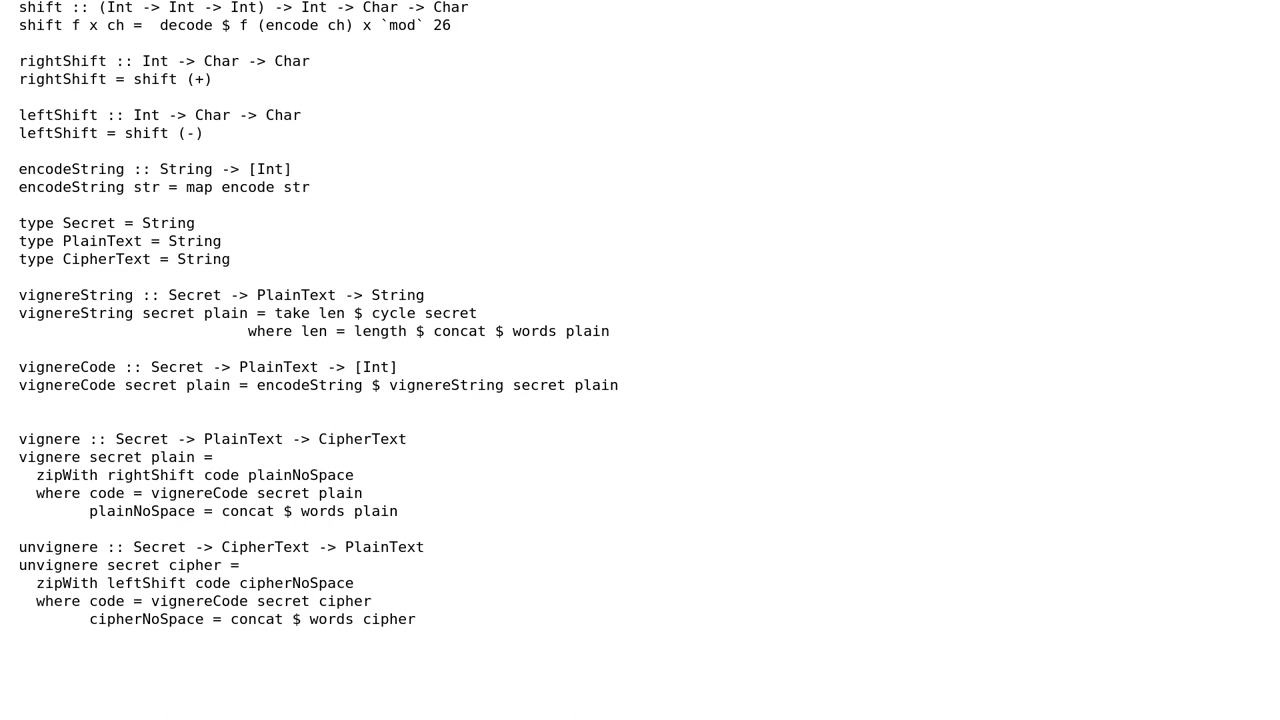 shift :: (Int -> Int -> Int) -> Int -> Char -> Char
shift f x ch =  decode $ f (encode ch) x `mod` 26
rightShift :: Int -> Char -> Char
rightShift = shift (+)
leftShift :: Int -> Char -> Char
leftShift = shift (-)
encodeString :: String -> [Int]
encodeString str = map encode str
type Secret = String
type PlainText = String
type CipherText = String
vignereString :: Secret -> PlainText -> String
vignereString secret plain = take len $ cycle secret
                          where len = length $ concat $ words plain
vignereCode :: Secret -> PlainText -> [Int]
vignereCode secret plain = encodeString $ vignereString secret plain
vignere :: Secret -> PlainText -> CipherText
vignere secret plain =
  zipWith rightShift code plainNoSpace
  where code = vignereCode secret plain
        plainNoSpace = concat $ words plain
unvignere :: Secret -> CipherText -> PlainText
unvignere secret cipher =
  zipWith leftShift code cipherNoSpace
  where code = vignereCode secret cipher
        cipherNoSpace = concat $ words cipher